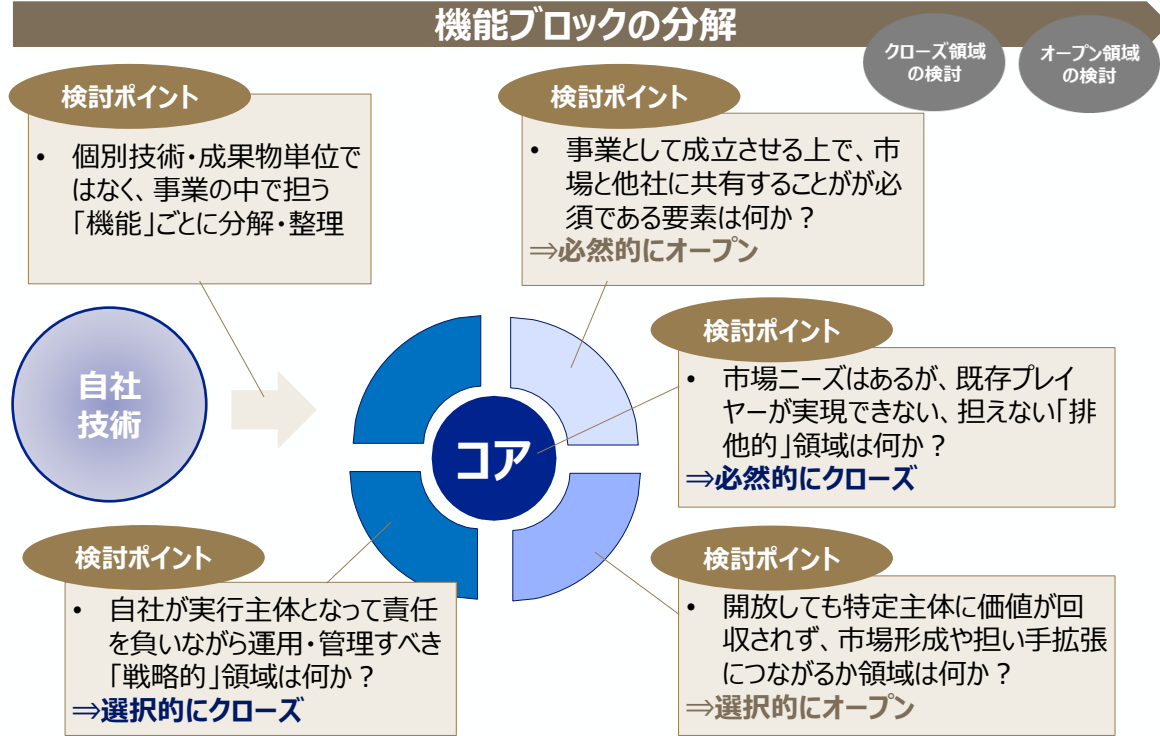 機能ブロックの分解
クローズ領域
の検討
オープン領域
の検討
検討ポイント
• 個別技術・成果物単位で
はなく、事業の中で担う
「機能」ごとに分解・整理
検討ポイント
• 事業として成立させる上で、市
場と他社に共有することがが必
須である要素は何か？
⇒必然的にオープン
自社
技術
コア
検討ポイント
• 市場ニーズはあるが、既存プレイ
ヤーが実現できない、担えない「排
他的」領域は何か？
⇒必然的にクローズ
検討ポイント
• 自社が実行主体となって責任
を負いながら運用・管理すべき
「戦略的」領域は何か？
⇒選択的にクローズ
検討ポイント
• 開放しても特定主体に価値が回
収されず、市場形成や担い手拡張
につながるか領域は何か？
⇒選択的にオープン